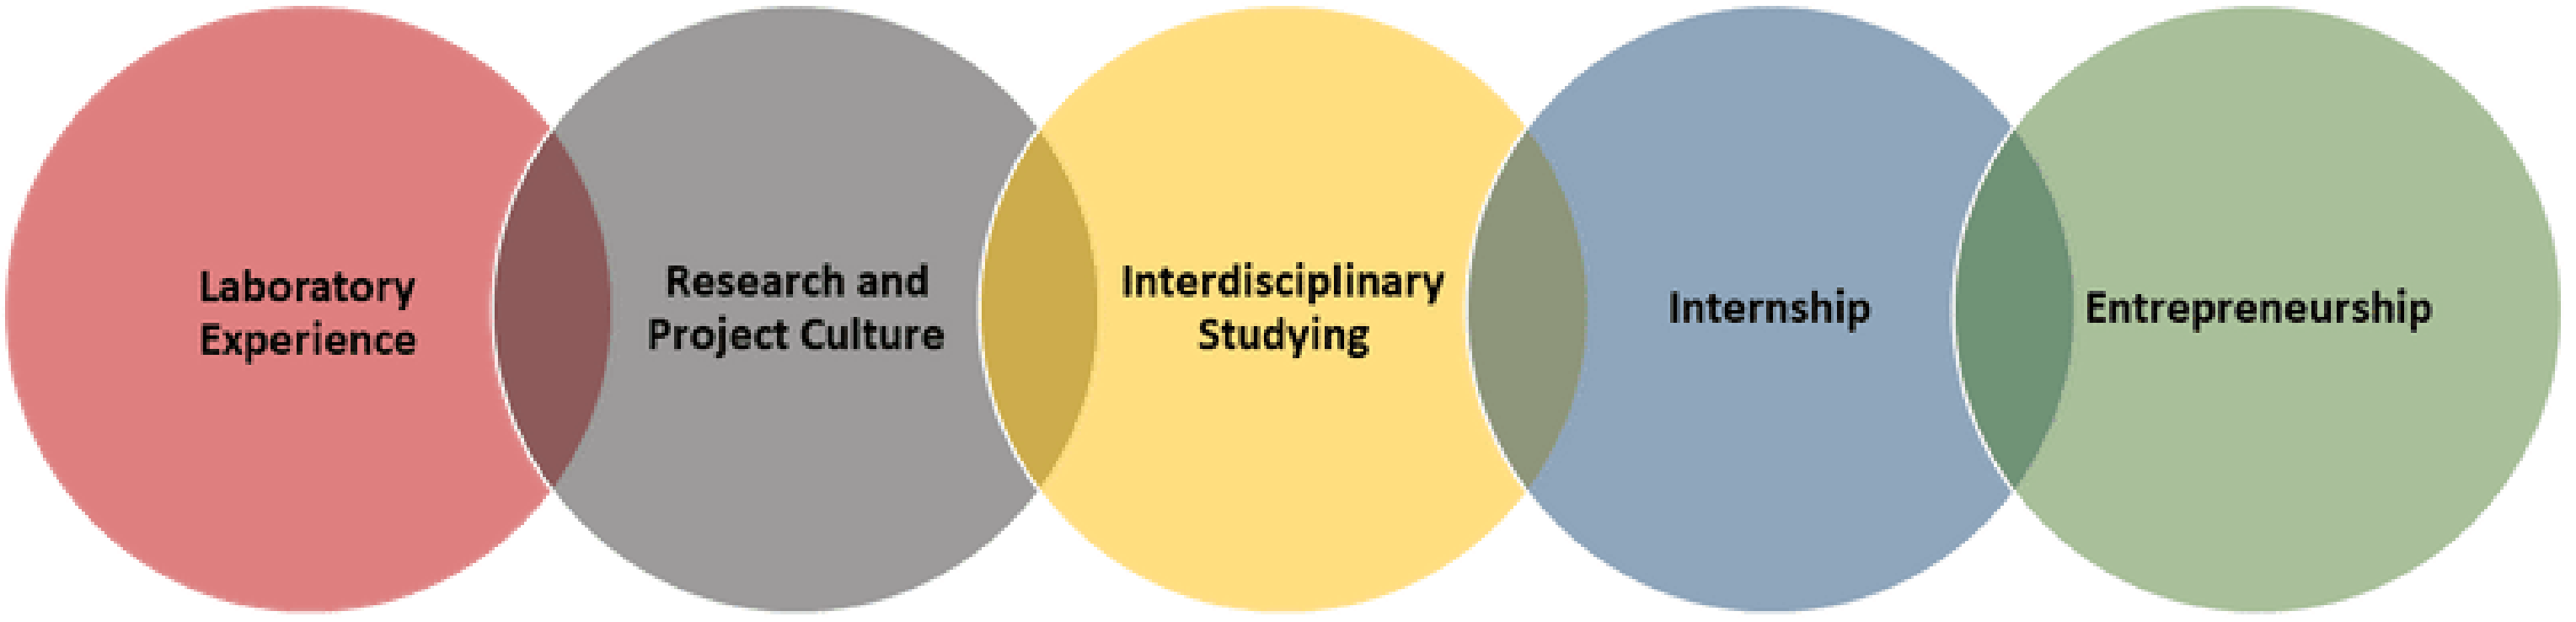 Laboratory
Experience
Research and
Project Culture
Interdisciplinary
Studying
Internship
Entrepreneurship